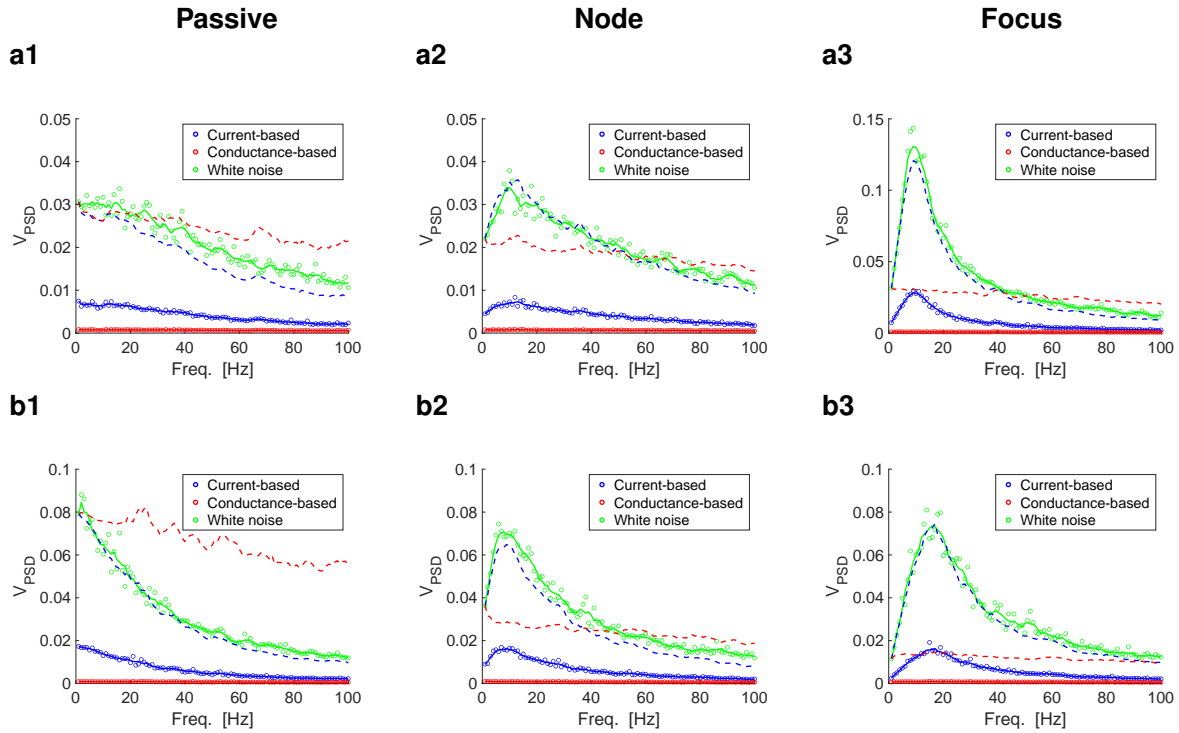 Passive Node Focus
a1 a2 a3
0.05 0.05 0.15
Current-based Current-based Current-based
Conductance-based Conductance-based Conductance-based
0.04 White noise 0.04 White noise White noise
0.03 0.03 0.10
V_PSD V_PSD V_PSD
0.02 0.02 0.05
0.01 0.01
0 0 0
0 20 40 60 80 100 0 20 40 60 80 100 0 20 40 60 80 100
Freq. [Hz] Freq. [Hz] Freq. [Hz]
b1 b2 b3
0.1 0.1 0.1
Current-based Current-based Current-based
Conductance-based Conductance-based Conductance-based
0.08 White noise 0.08 White noise 0.08 White noise
0.06 0.06 0.06
V_PSD V_PSD V_PSD
0.04 0.04 0.04
0.02 0.02 0.02
0 0 0
0 20 40 60 80 100 0 20 40 60 80 100 0 20 40 60 80 100
Freq. [Hz] Freq. [Hz] Freq. [Hz]